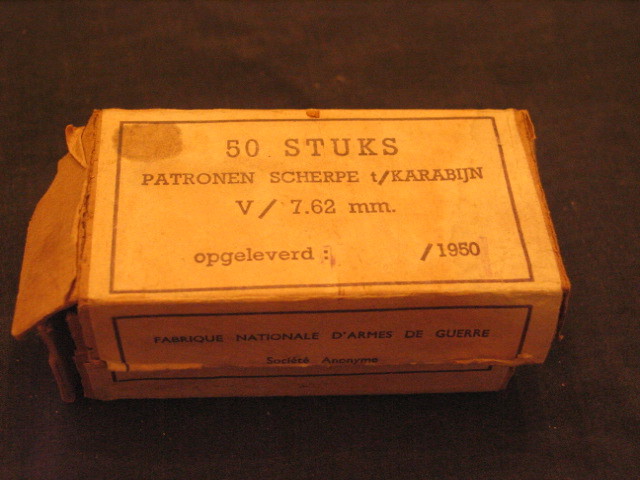 50 STUKS
PATRONEN SCHERPE t/KARABIJN
V/ 7.62 mm.
opgeleverd : /1950
FABRIQUE NATIONALE D'ARMES DE GUERRE
Société Anonyme